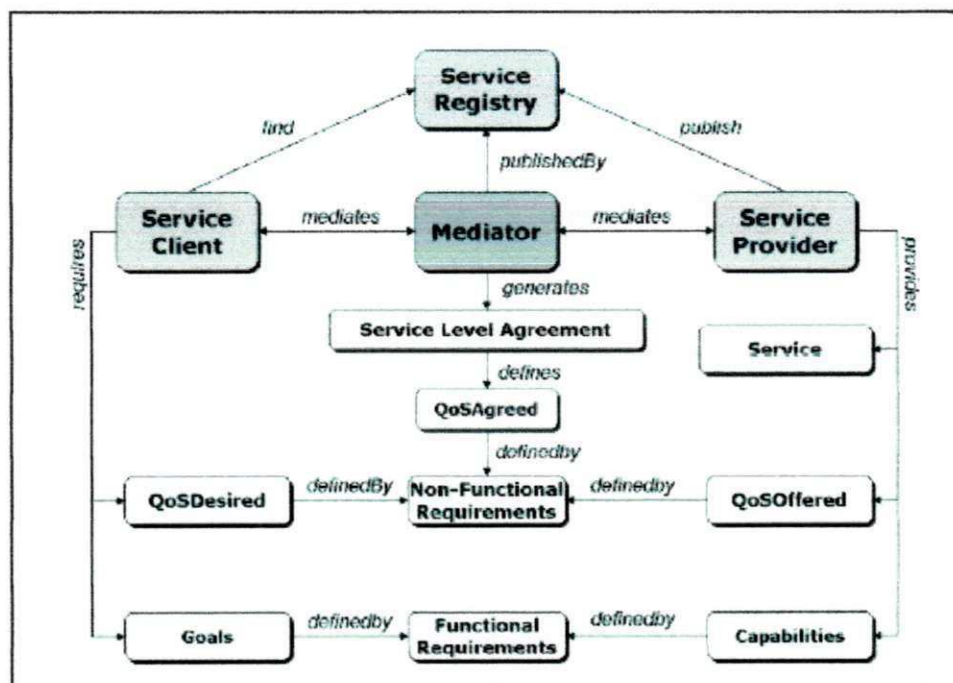 Service
Registry
find
publish
publishedBy
Service
Client
mediates
Mediator
mediates
Service
Provider
requires
provides
generates
Service Level Agreement
Service
defines
QoSAgreed
definedby
QoSDesired
definedBy
Non-Functional
Requirements
definedby
QoSOffered
Goals
definedby
Functional
Requirements
definedby
Capabilities